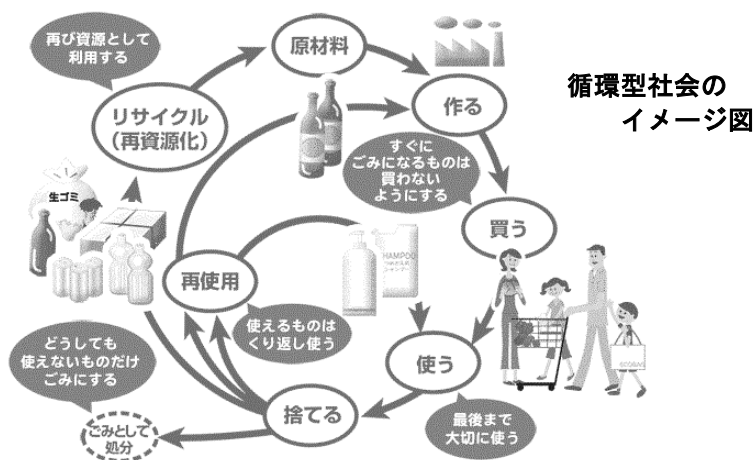 循環型社会の
イメージ図
再び資源として
利用する
原材料
リサイクル
(再資源化)
作る
すぐに
ごみになるものは
買わない
ようにする
買う
生ゴミ
SHAMPOO
再使用
使えるものは
くり返し使う
使う
最後まで
大切に使う
ECOBAG
捨てる
どうしても
使えないものだけ
ごみにする
ごみとして
処分